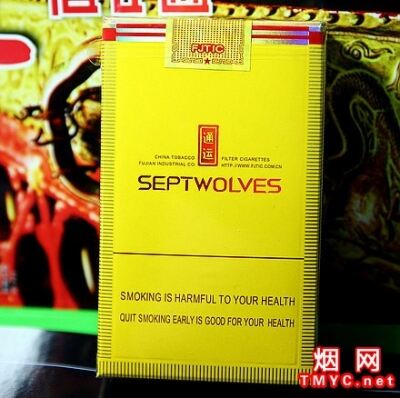 FJTIC
通运
CHINA TOBACCO
FUJIAN INDUSTRIAL CO
FILTER CIGARETTES
HTTP://WWW.FJTIC.COM.CN
SEPTWOLVES
SMOKING IS HARMFUL TO YOUR HEALTH
QUIT SMOKING EARLY IS GOOD FOR YOUR HEALTH
烟网
TMYC.net